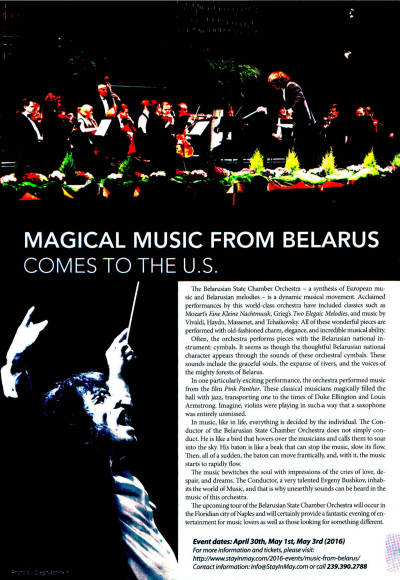 MAGICAL MUSIC FROM BELARUS
COMES TO THE U.S.
The Belarusian State Chamber Orchestra – a synthesis of European mu-
sic and Belarusian melodies – is a dynamic musical movement. Acclaimed
performances by this world-class orchestra have included classics such as
Mozart's Eine Kleine Nachtmusik, Grieg's Two Elegaic Melodies, and music by
Vivaldi, Haydn, Massenet, and Tchaikovsky. All of these wonderful pieces are
performed with old-fashioned charm, elegance, and incredible musical ability.
Often, the orchestra performs pieces with the Belarusian national in-
strument: cymbals. It seems as though the thoughtful Belarusian national
character appears through the sounds of these orchestral cymbals. These
sounds include the graceful souls, the expanse of rivers, and the voices of
the mighty forests of Belarus.
In one particularly exciting performance, the orchestra performed music
from the film Pink Panther. These classical musicians magically filled the
hall with jazz, transporting one to the times of Duke Ellington and Louis
Armstrong. Imagine, violins were playing in such a way that a saxophone
was entirely unmissed.
In music, like in life, everything is decided by the individual. The Con-
ductor of the Belarusian State Chamber Orchestra does not simply con-
duct. He is like a bird that hovers over the musicians and calls them to soar
into the sky. His baton is like a beak that can stop the music, slow its flow.
Then, all of a sudden, the baton can move frantically, and, with it, the music
starts to rapidly flow.
The music bewitches the soul with impressions of the cries of love, de-
spair, and dreams. The Conductor, a very talented Evgeny Bushkov, inhab-
its the world of Music, and that is why unearthly sounds can be heard in the
music of this orchestra.
The upcoming tour of the Belarusian State Chamber Orchestra will occur in
the Floridian city of Naples and will certainly provide a fantastic evening of en-
tertainment for music lovers as well as those looking for something different.
Event dates: April 30th, May 1st, May 3rd (2016)
For more information and tickets, please visit:
http://www.stayinmay.com/2016-events/music-from-belarus/
Contact information: Info@StayInMay.com or call 239.390.2788